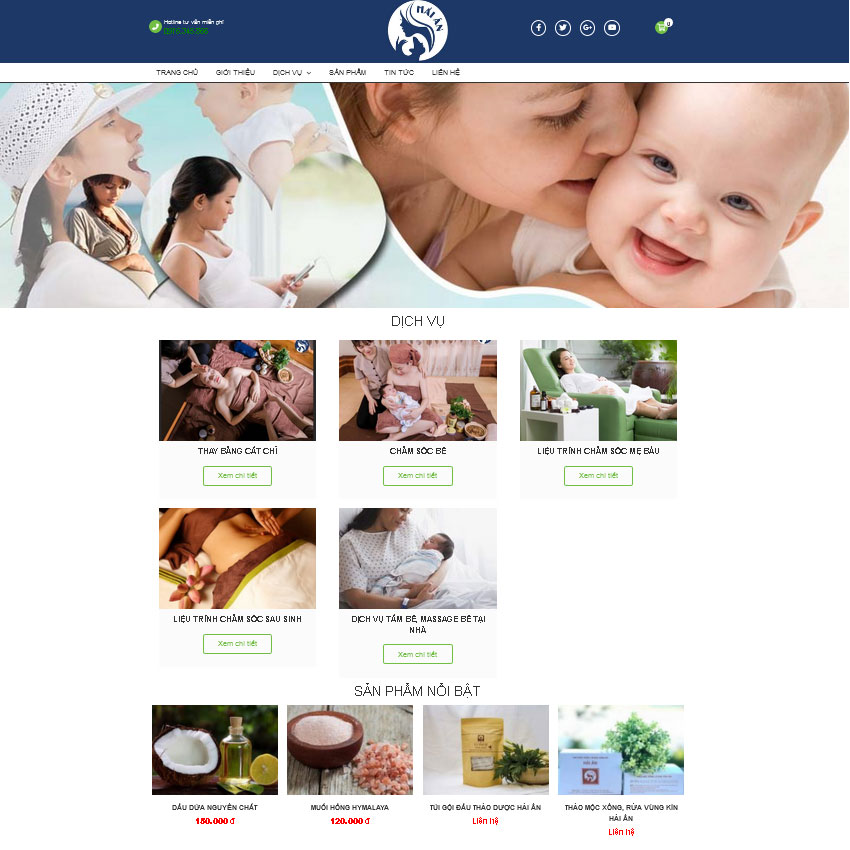 Hotline tư vấn miễn phí
HẢI ÂN
0
TRANG CHỦ GIỚI THIỆU DỊCH VỤ SẢN PHẨM TIN TỨC LIÊN HỆ
DỊCH VỤ
THAY BĂNG CẮT CHỈ
CHĂM SÓC BÉ
LIỆU TRÌNH CHĂM SÓC MẸ BẦU
Xem chi tiết
Xem chi tiết
Xem chi tiết
LIỆU TRÌNH CHĂM SÓC SAU SINH
DỊCH VỤ TẮM BÉ, MASSAGE BÉ TẠI
NHÀ
Xem chi tiết
Xem chi tiết
SẢN PHẨM NỔI BẬT
DẦU DỪA NGUYÊN CHẤT
150.000 đ
MUỐI HỒNG HYMALAYA
120.000 đ
TÚI GỘI ĐẦU THẢO DƯỢC HẢI ÂN
Liên hệ
THẢO MỘC XÔNG, RỬA VÙNG KÍN
HẢI ÂN
Liên hệ